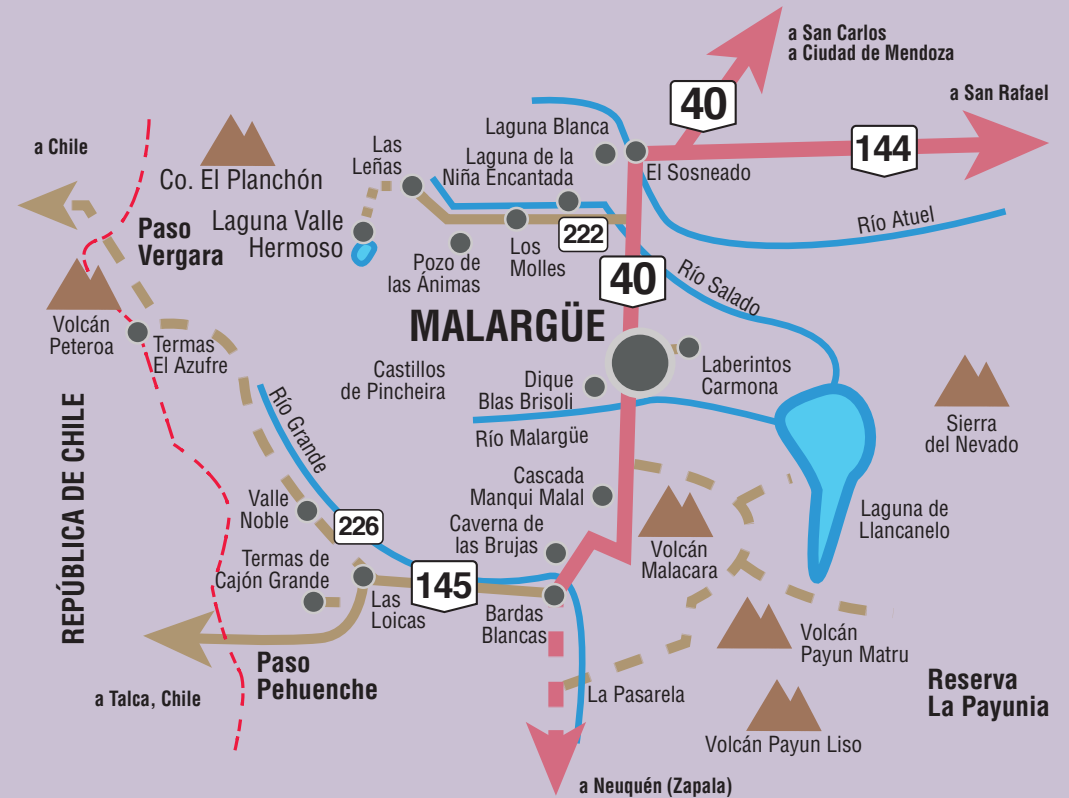 a San Carlos
a Ciudad de Mendoza
40
a San Rafael
144
Laguna Blanca
El Sosneado
a Chile
Co. El Planchón
Las
Leñas
Laguna de la
Niña Encantada
Paso
Vergara
Laguna Valle
Hermoso
222
Los
Molles
Pozo de
las Ánimas
Río Atuel
40
Río Salado
Volcán
Peteroa
Termas
El Azufre
MALARGÜE
Laberintos
Carmona
Castillos
de Pincheira
Dique
Blas Brisoli
Río Malargüe
Sierra
del Nevado
REPÚBLICA DE CHILE
Río Grande
Cascada
Manqui Malal
Laguna de
Llancanelo
Valle
Noble
226
Caverna de
las Brujas
Volcán
Malacara
Termas de
Cajón Grande
145
Las
Loicas
Bardas
Blancas
Volcán
Payun Matru
Paso
Pehuenche
a Talca, Chile
La Pasarela
Reserva
La Payunia
Volcán Payun Liso
a Neuquén (Zapala)